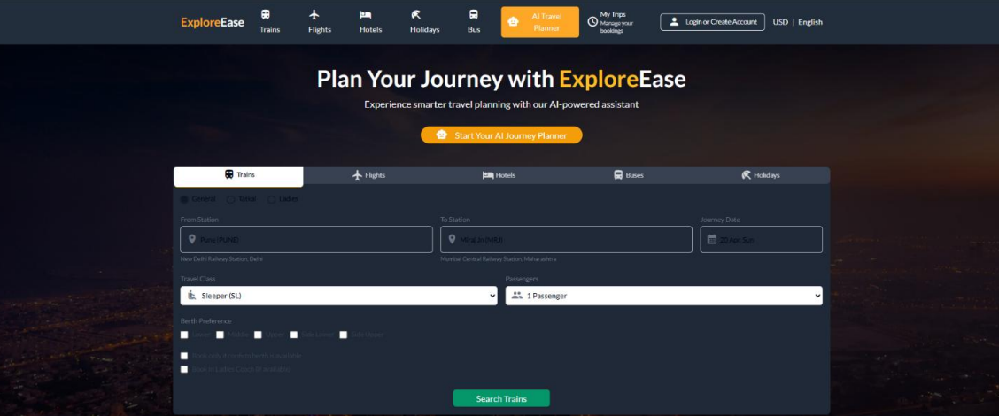 ExploreEase
Trains
Flights
Hotels
Holidays
Bus
AI Travel
Planner
My Trips
Manage your
bookings
Login or Create Account
USD | English
Plan Your Journey with ExploreEase
Experience smarter travel planning with our AI-powered assistant
Start Your AI Journey Planner
Trains
Flights
Hotels
Buses
Holidays
General Tatkal Ladies
From Station
To Station
Journey Date
Pune (PUNE)
Miraj Jn (MRJ)
20 Apr, Sun
New Delhi Railway Station, Delhi
Mumbai Central Railway Station, Maharashtra
Travel Class
Passengers
Sleeper (SL)
1 Passenger
Berth Preference
Lower Middle Upper Side Lower Side Upper
Book only if confirm berth is available
Book in Ladies Coach (if available)
Search Trains